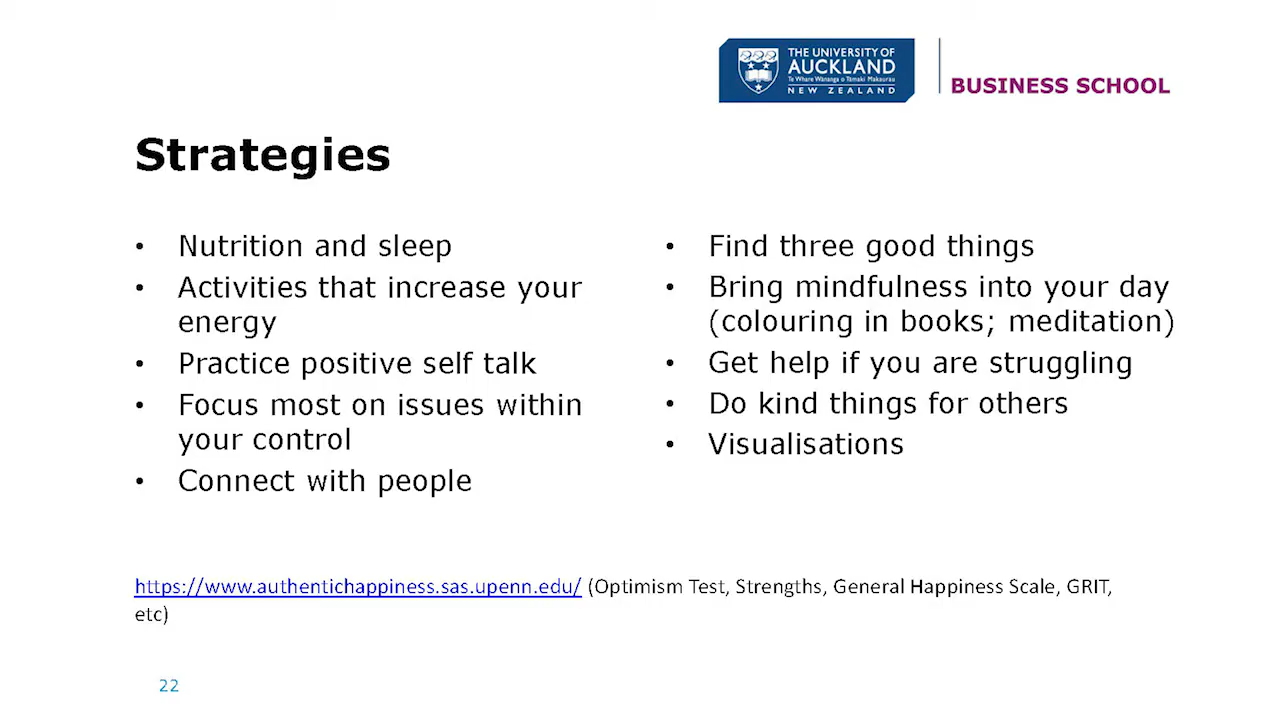 THE UNIVERSITY OF
AUCKLAND
Te Whare Wānanga o Tāmaki Makaurau
NEW ZEALAND
BUSINESS SCHOOL
Strategies
• Nutrition and sleep
• Activities that increase your
energy
• Practice positive self talk
• Focus most on issues within
your control
• Connect with people
• Find three good things
• Bring mindfulness into your day
(colouring in books; meditation)
• Get help if you are struggling
• Do kind things for others
• Visualisations
https://www.authentichappiness.sas.upenn.edu/ (Optimism Test, Strengths, General Happiness Scale, GRIT,
etc)
22